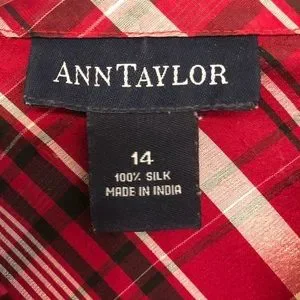 ANN TAYLOR
14
100% SILK
MADE IN INDIA